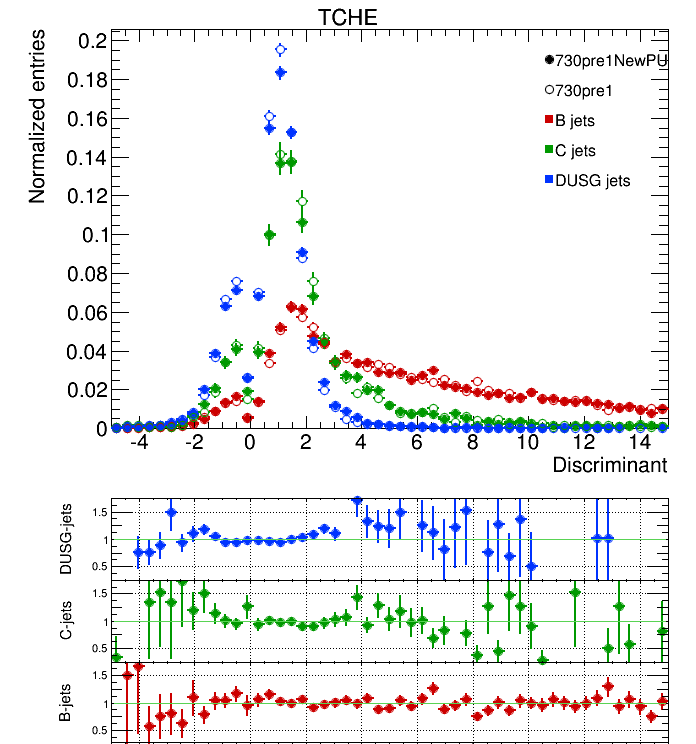 TCHE
Normalized entries
0.2
0.18
0.16
0.14
0.12
0.1
0.08
0.06
0.04
0.02
0
730pre1NewPU
730pre1
B jets
C jets
DUSG jets
-4 -2 0 2 4 6 8 10 12 14
Discriminant
DUSG-jets
1.5
1
0.5
C-jets
1.5
1
0.5
B-jets
1.5
1
0.5